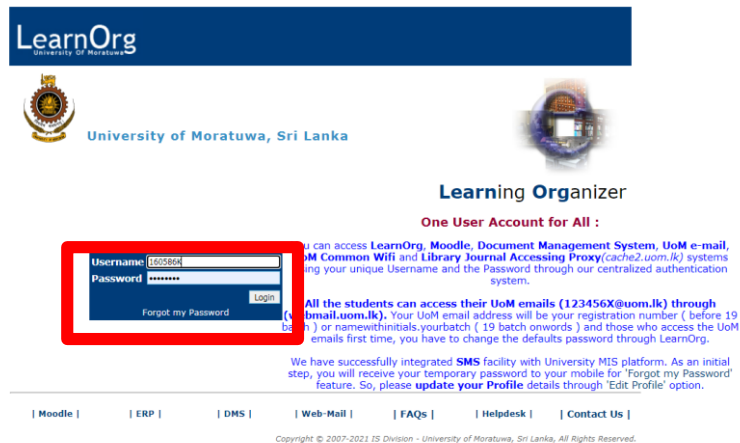 LearnOrg
University Of Moratuwa
University of Moratuwa, Sri Lanka
Learning Organizer
One User Account for All :
u can access LearnOrg, Moodle, Document Management System, UoM e-mail,
M Common Wifi and Library Journal Accessing Proxy(cache2.uom.lk) systems
ing your unique Username and the Password through our centralized authentication
system.
Username 160586K
Password ••••••••
Login
Forgot my Password
All the students can access their UoM emails (123456X@uom.lk) through
bmail.uom.lk). Your UoM email address will be your registration number ( before 19
ch ) or namewithinitials.yourbatch ( 19 batch onwords ) and those who access the UoM
emails first time, you have to change the defaults password through LearnOrg.
We have successfully integrated SMS facility with University MIS platform. As an initial
step, you will receive your temporary password to your mobile for 'Forgot my Password'
feature. So, please update your Profile details through 'Edit Profile' option.
| Moodle | | ERP | | DMS | | Web-Mail | | FAQs | | Helpdesk | | Contact Us |
Copyright © 2007-2021 IS Division - University of Moratuwa, Sri Lanka, All Rights Reserved.